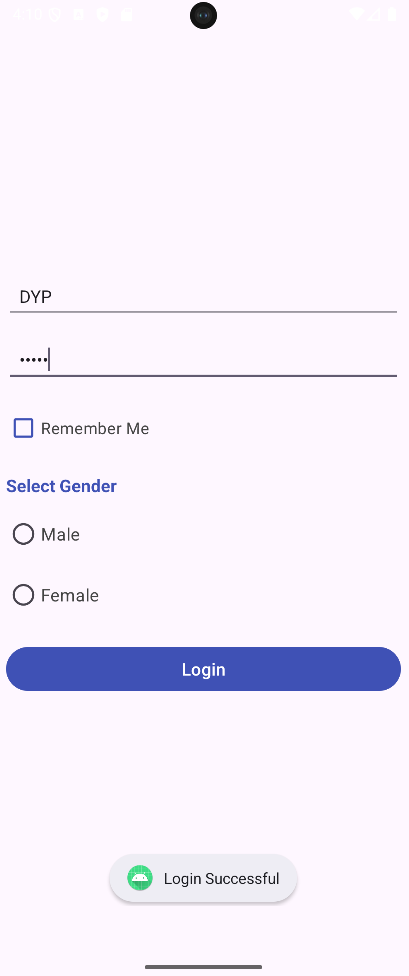 DYP
•••••
Remember Me
Select Gender
Male
Female
Login
Login Successful